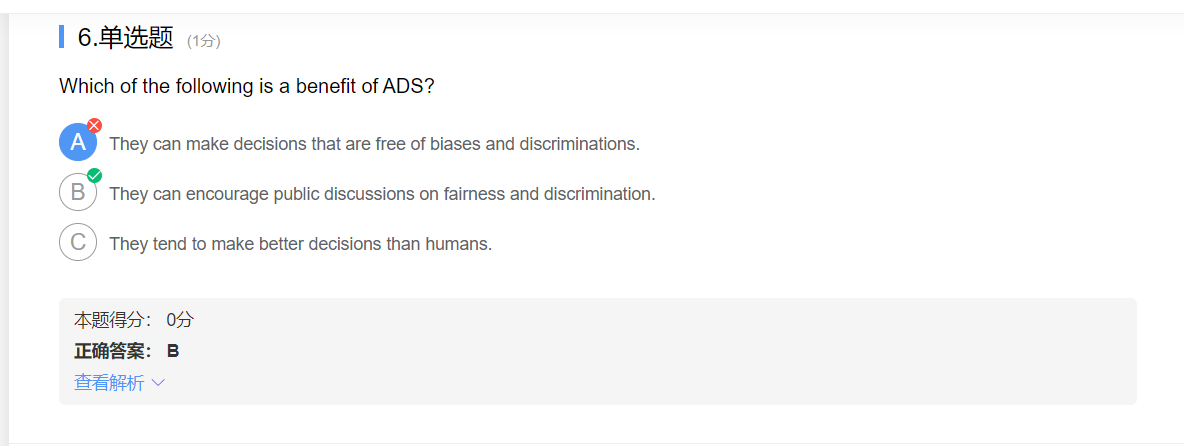 6.单选题 (1分)
Which of the following is a benefit of ADS?
A They can make decisions that are free of biases and discriminations.
B They can encourage public discussions on fairness and discrimination.
C They tend to make better decisions than humans.
本题得分： 0分
正确答案： B
查看解析